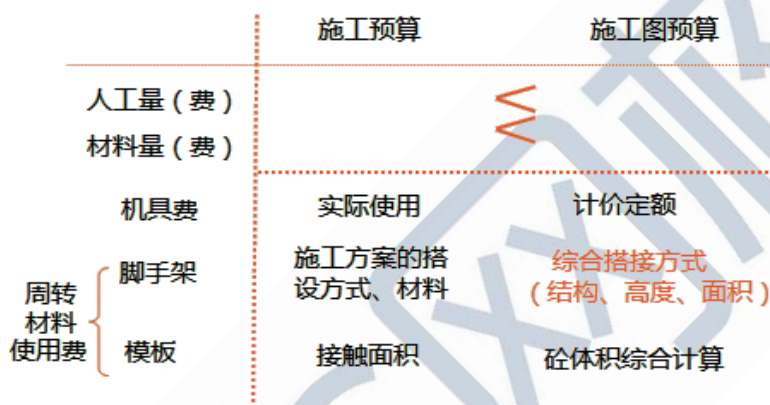 施工预算 施工图预算
人工量（费） <
材料量（费） <
机具费 实际使用 计价定额
脚手架 施工方案的搭 综合搭接方式
设方式、材料 （结构、高度、面积）
周转
材料
使用费 模板 接触面积 砼体积综合计算